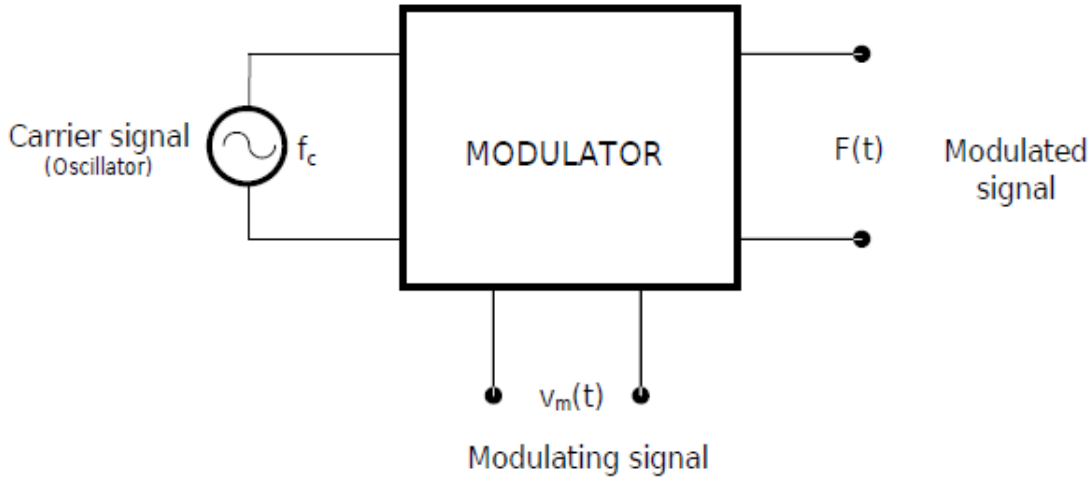 Carrier signal
(Oscillator)
f_c
MODULATOR
F(t)
Modulated
signal
v_m(t)
Modulating signal